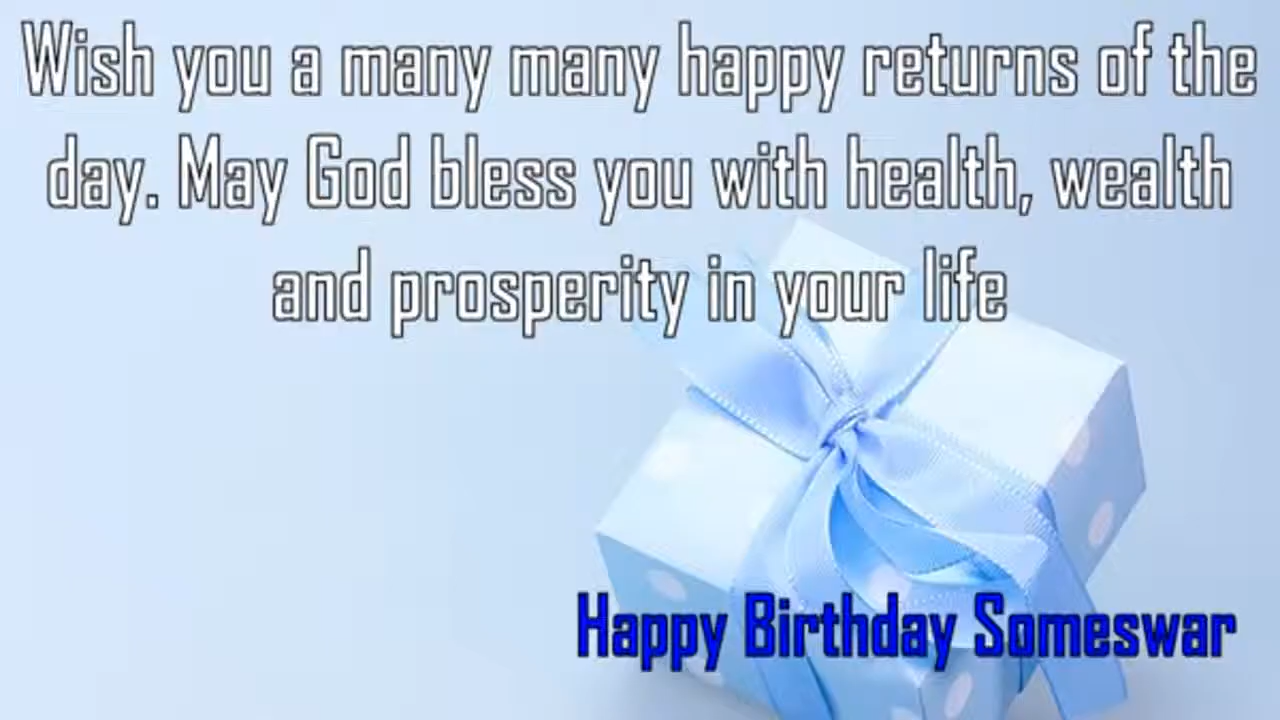 Wish you a many many happy returns of the
day. May God bless you with health, wealth
and prosperity in your life
Happy Birthday Someswar